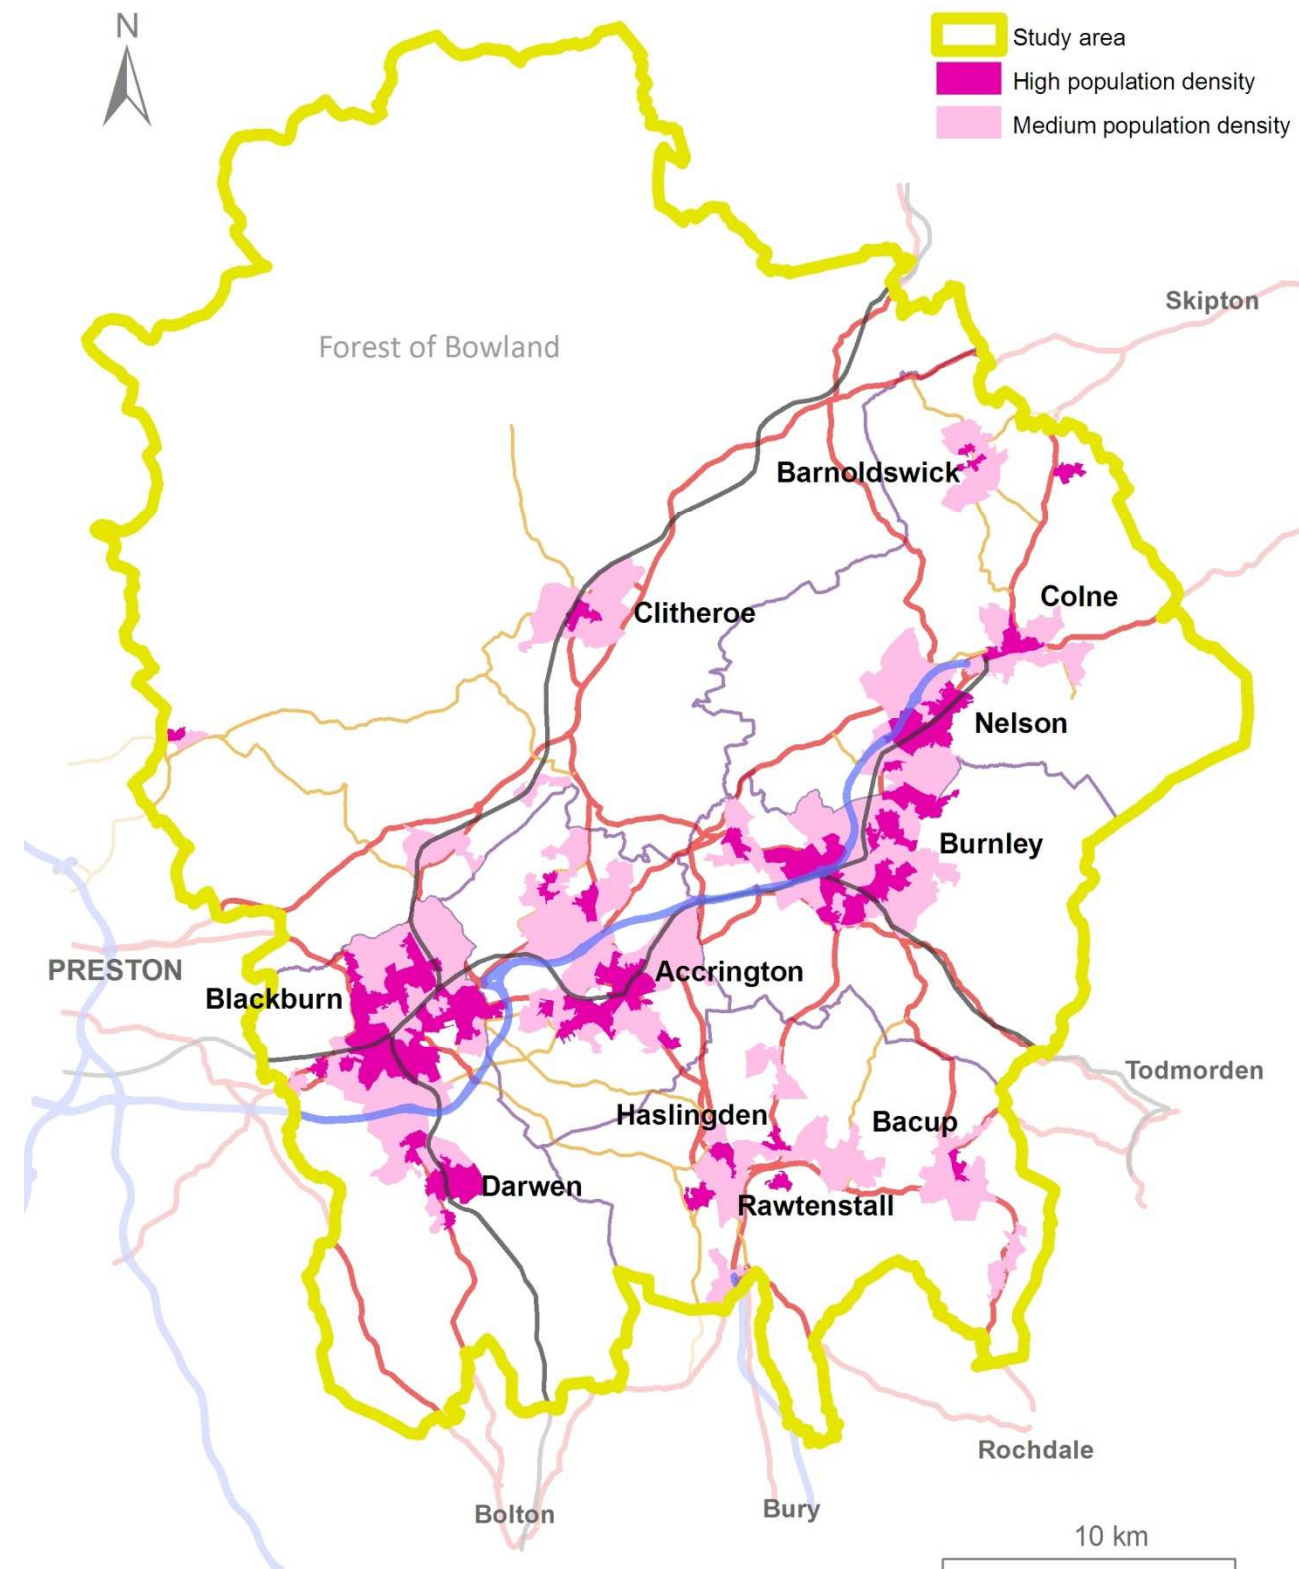 N
Study area
High population density
Medium population density
Skipton
Forest of Bowland
Barnoldswick
Colne
Clitheroe
Nelson
Burnley
PRESTON
Blackburn
Accrington
Todmorden
Haslingden
Bacup
Darwen
Rawtenstall
Rochdale
Bolton
Bury
10 km